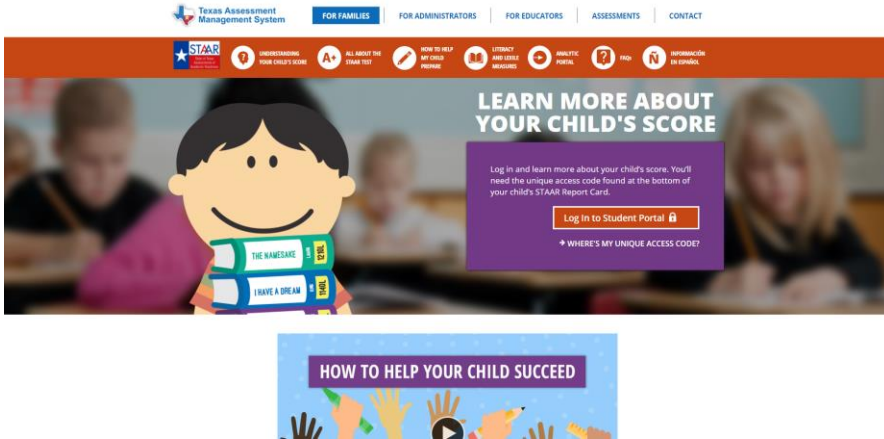 Texas Assessment
Management System
FOR FAMILIES
FOR ADMINISTRATORS
FOR EDUCATORS
ASSESSMENTS
CONTACT
STAAR
UNDERSTANDING
YOUR CHILD'S SCORE
A+
ALL ABOUT THE
STAAR TEST
HOW TO HELP
MY CHILD
PREPARE
LITERACY
AND LEXILE
MEASURES
ANALYTIC
PORTAL
?
FAQs
Ñ
INFORMACIÓN
EN ESPAÑOL
LEARN MORE ABOUT
YOUR CHILD'S SCORE
Log in and learn more about your child's score. You'll
need the unique access code found at the bottom of
your child's STAAR Report Card.
Log In to Student Portal
WHERE'S MY UNIQUE ACCESS CODE?
THE NAMESAKE
1210L
I HAVE A DREAM
1140L
HOW TO HELP YOUR CHILD SUCCEED